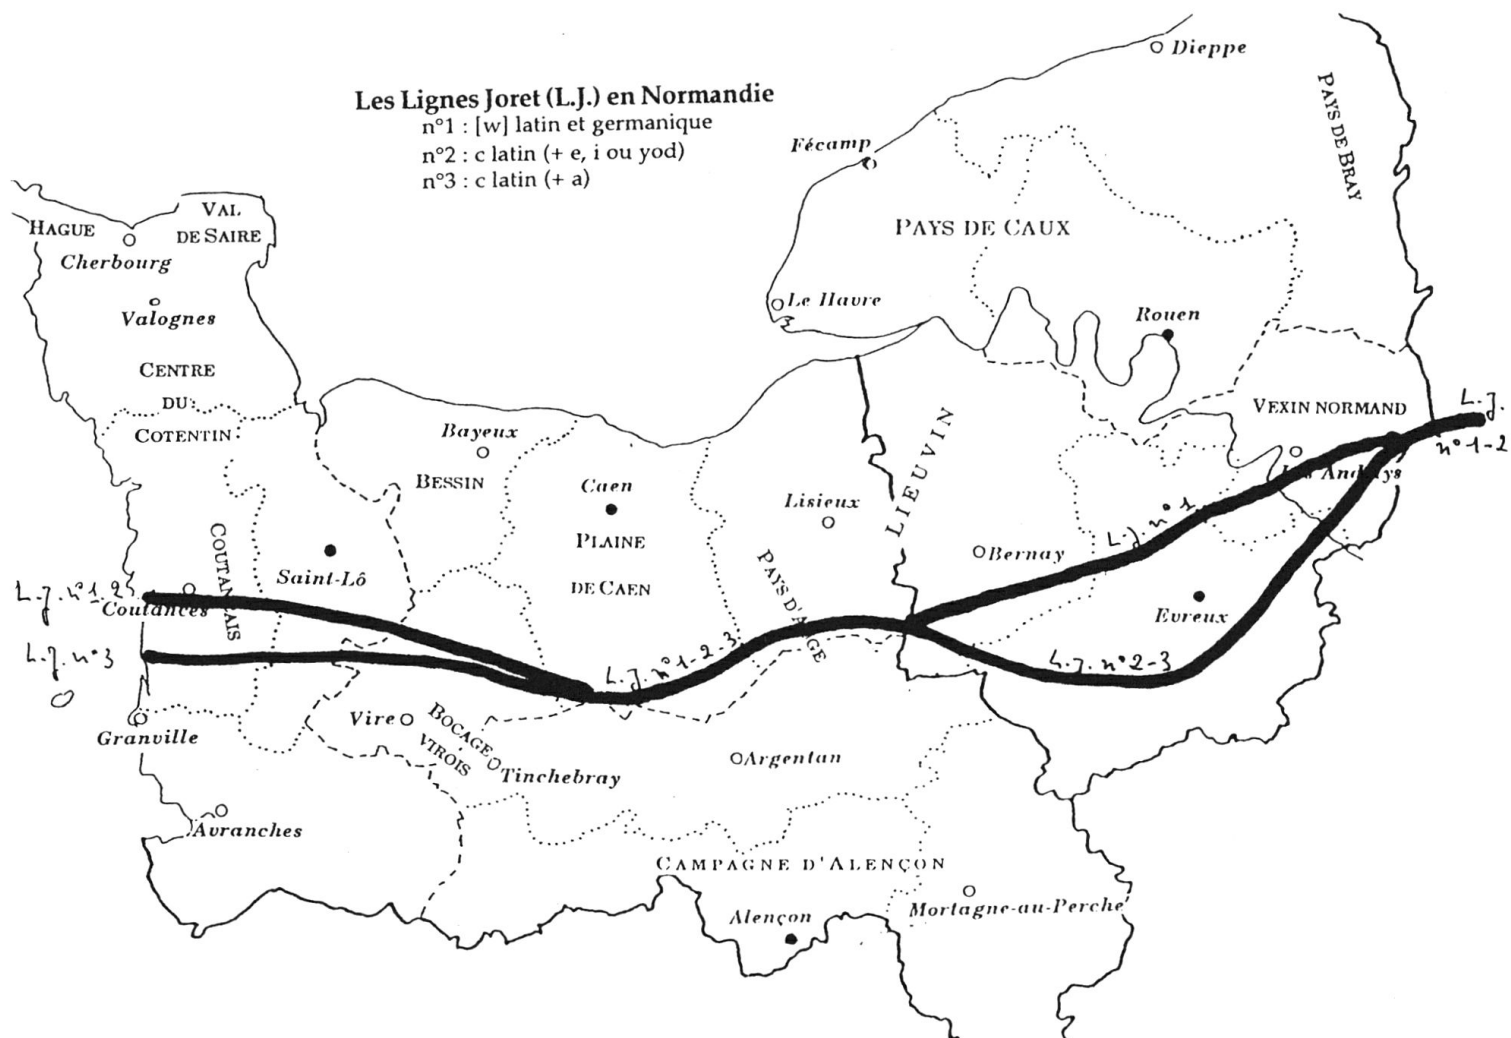 Les Lignes Joret (L.J.) en Normandie
n°1 : [w] latin et germanique
n°2 : c latin (+ e, i ou yod)
n°3 : c latin (+ a)
Dieppe
PAYS DE BRAY
Fécamp
PAYS DE CAUX
HAGUE
VAL
DE SAIRE
Cherbourg
Valognes
Le Havre
Rouen
CENTRE
DU
COTENTIN
VEXIN NORMAND
L.J.
n° 1-2
Bayeux
BESSIN
LIEUVIN
Les Andelys
Caen
PLAINE
DE CAEN
Lisieux
PAYS D'AUGE
L.J. n° 1
Bernay
COUTANÇAIS
Saint-Lô
L.J. n° 1.2
Coutances
Evreux
L.J. n° 3
L.J. n° 1-2-3
L.J. n° 2-3
Granville
Vire
BOCAGE
VIROIS
Tinchebray
Argentan
Avranches
CAMPAGNE D'ALENÇON
Alençon
Mortagne-au-Perche